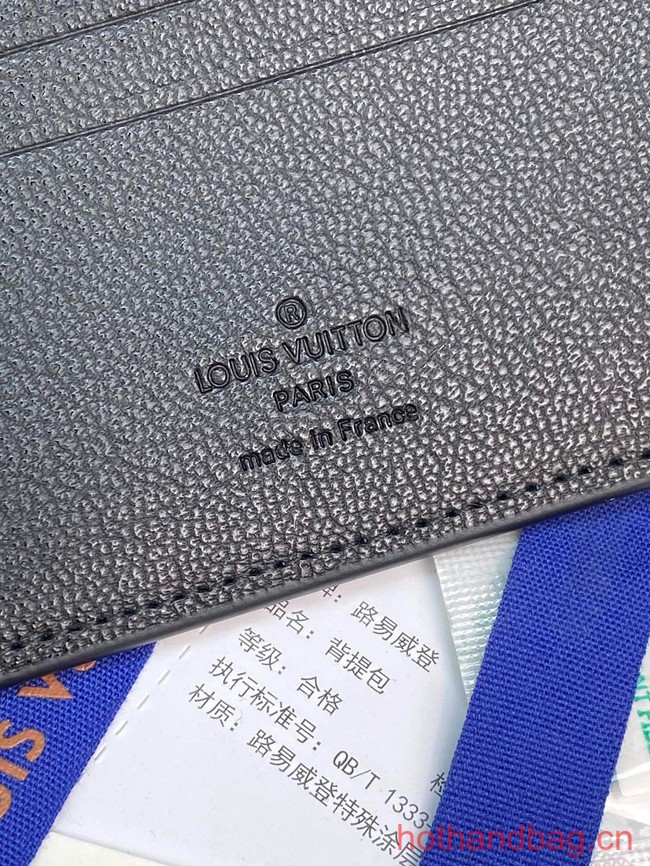 ®
LOUIS VUITTON
PARIS
made in France
牌: 路易威登
品名: 背提包
等级: 合格
执行标准号: QB/T 1333-
检
材质: 路易威登特殊涂层
hothandbag.cn